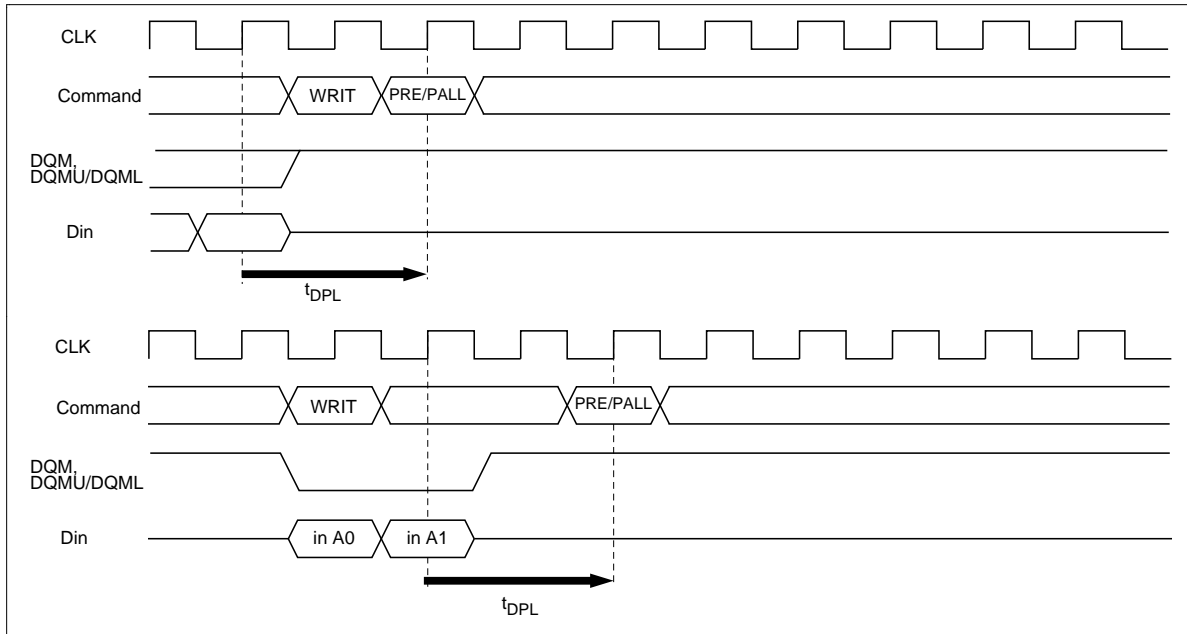 CLK
Command
WRIT
PRE/PALL
DQM,
DQMU/DQML
Din
tDPL
CLK
Command
WRIT
PRE/PALL
DQM,
DQMU/DQML
Din
in A0
in A1
tDPL